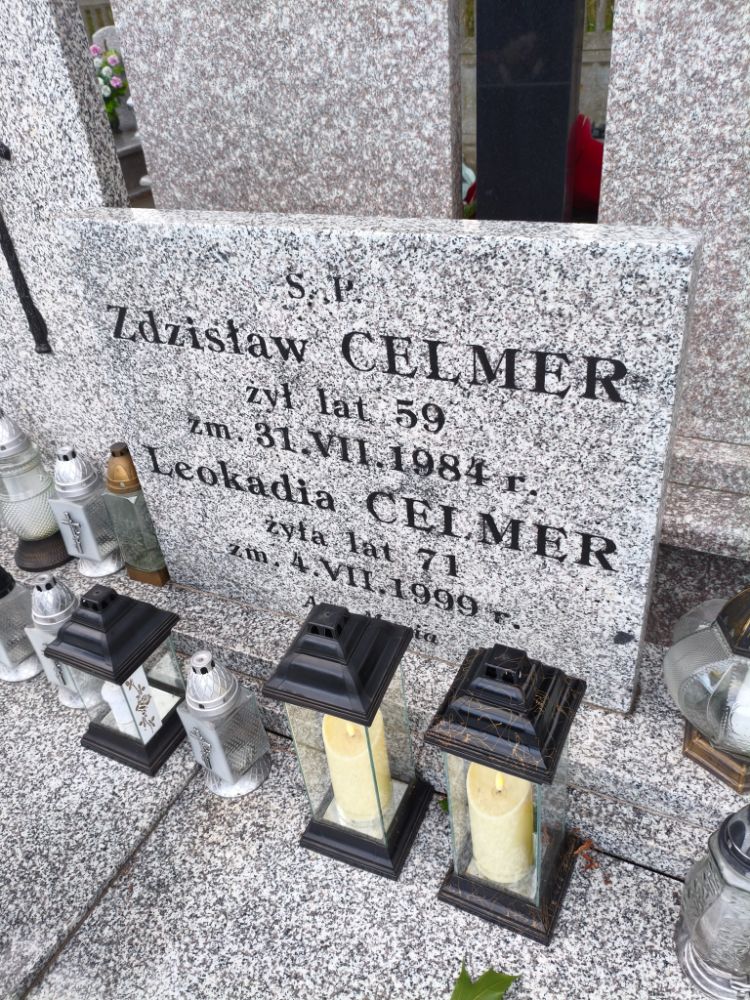 Ś. P.
Zdzisław CELMER
żył lat 59
zm. 31.VII.1984 r.
Leokadia CELMER
żyła lat 71
zm. 4.VII.1999 r.